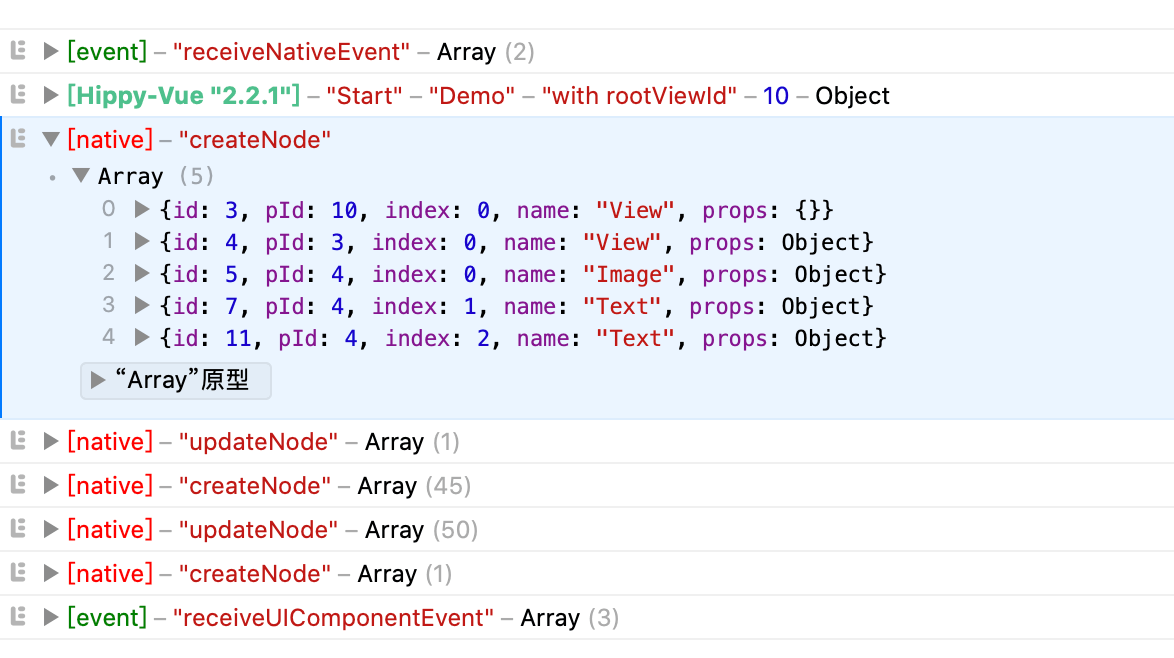 [event] – "receiveNativeEvent" – Array (2)
[Hippy-Vue "2.2.1"] – "Start" – "Demo" – "with rootViewId" – 10 – Object
[native] – "createNode"
Array (5)
0 {id: 3, pId: 10, index: 0, name: "View", props: {}}
1 {id: 4, pId: 3, index: 0, name: "View", props: Object}
2 {id: 5, pId: 4, index: 0, name: "Image", props: Object}
3 {id: 7, pId: 4, index: 1, name: "Text", props: Object}
4 {id: 11, pId: 4, index: 2, name: "Text", props: Object}
“Array”原型
[native] – "updateNode" – Array (1)
[native] – "createNode" – Array (45)
[native] – "updateNode" – Array (50)
[native] – "createNode" – Array (1)
[event] – "receiveUIComponentEvent" – Array (3)